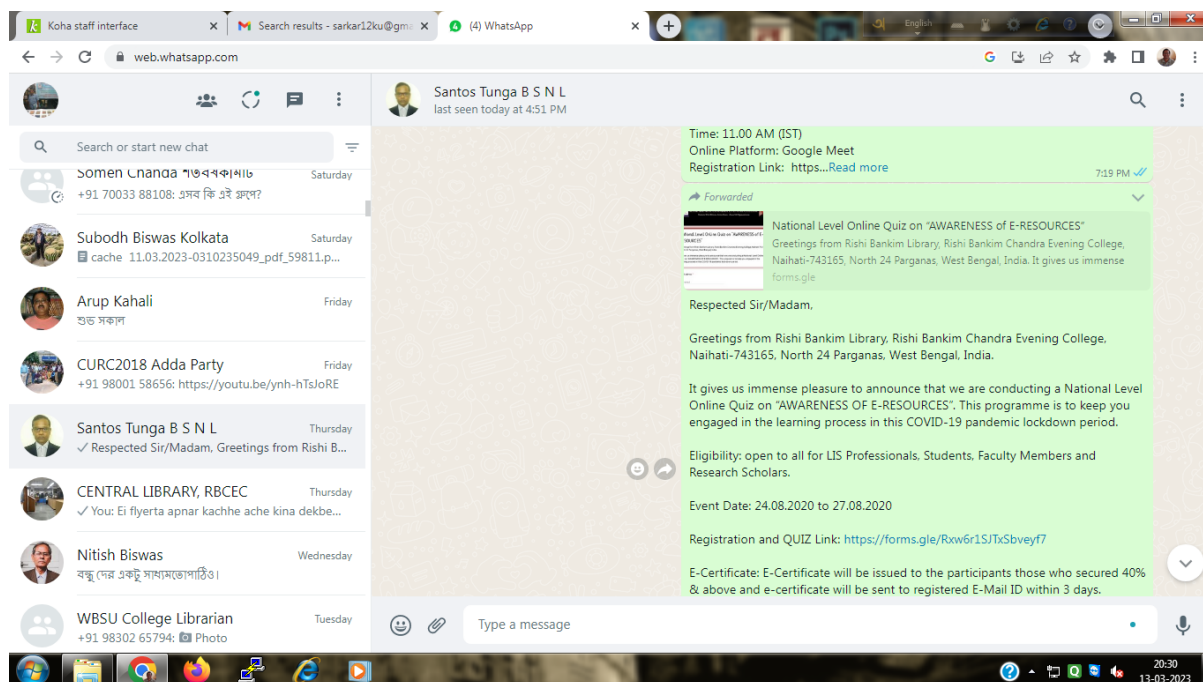 Koha staff interface
Search results - sarkar12ku@gma
(4) WhatsApp
English
web.whatsapp.com
Santos Tunga B S N L
last seen today at 4:51 PM
Search or start new chat
Somen Chanda
Saturday
+91 70033 88108: এসব কি এই গ্রুপে?
Subodh Biswas Kolkata
Saturday
cache 11.03.2023-0310235049_pdf_59811.p...
Arup Kahali
Friday
শুভ সকাল
CURC2018 Adda Party
Friday
+91 98001 58656: https://youtu.be/ynh-hTsJoRE
Santos Tunga B S N L
Thursday
Respected Sir/Madam, Greetings from Rishi B...
CENTRAL LIBRARY, RBCEC
Thursday
You: Ei flyerta apnar kachhe ache kina dekbe...
Nitish Biswas
Wednesday
বন্ধু দের একটু
WBSU College Librarian
Tuesday
+91 98302 65794: Photo
Time: 11.00 AM (IST)
Online Platform: Google Meet
Registration Link: https...Read more
7:19 PM
Forwarded
National Level Online Quiz on “AWARENESS of E-RESOURCES”
Greetings from Rishi Bankim Library, Rishi Bankim Chandra Evening College,
Naihati-743165, North 24 Parganas, West Bengal, India. It gives us immense
forms.gle
Respected Sir/Madam,
Greetings from Rishi Bankim Library, Rishi Bankim Chandra Evening College,
Naihati-743165, North 24 Parganas, West Bengal, India.
It gives us immense pleasure to announce that we are conducting a National Level
Online Quiz on “AWARENESS OF E-RESOURCES”. This programme is to keep you
engaged in the learning process in this COVID-19 pandemic lockdown period.
Eligibility: open to all for LIS Professionals, Students, Faculty Members and
Research Scholars.
Event Date: 24.08.2020 to 27.08.2020
Registration and QUIZ Link: https://forms.gle/Rxw6r1SJTxSbveyf7
E-Certificate: E-Certificate will be issued to the participants those who secured 40%
& above and e-certificate will be sent to registered E-Mail ID within 3 days.
Type a message
20:30
13-03-2023